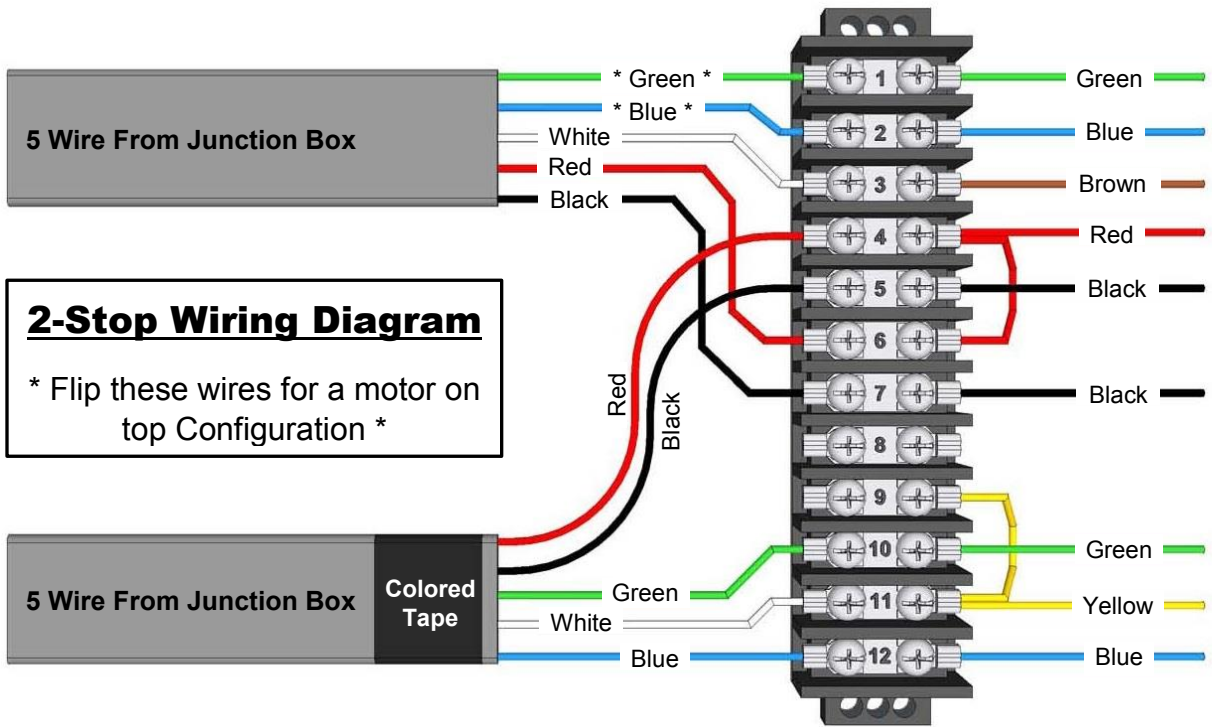 5 Wire From Junction Box
* Green *
* Blue *
White
Red
Black
2-Stop Wiring Diagram
* Flip these wires for a motor on
top Configuration *
Red
Black
5 Wire From Junction Box
Colored
Tape
Green
White
Blue
1
2
3
4
5
6
7
8
9
10
11
12
Green
Blue
Brown
Red
Black
Black
Green
Yellow
Blue